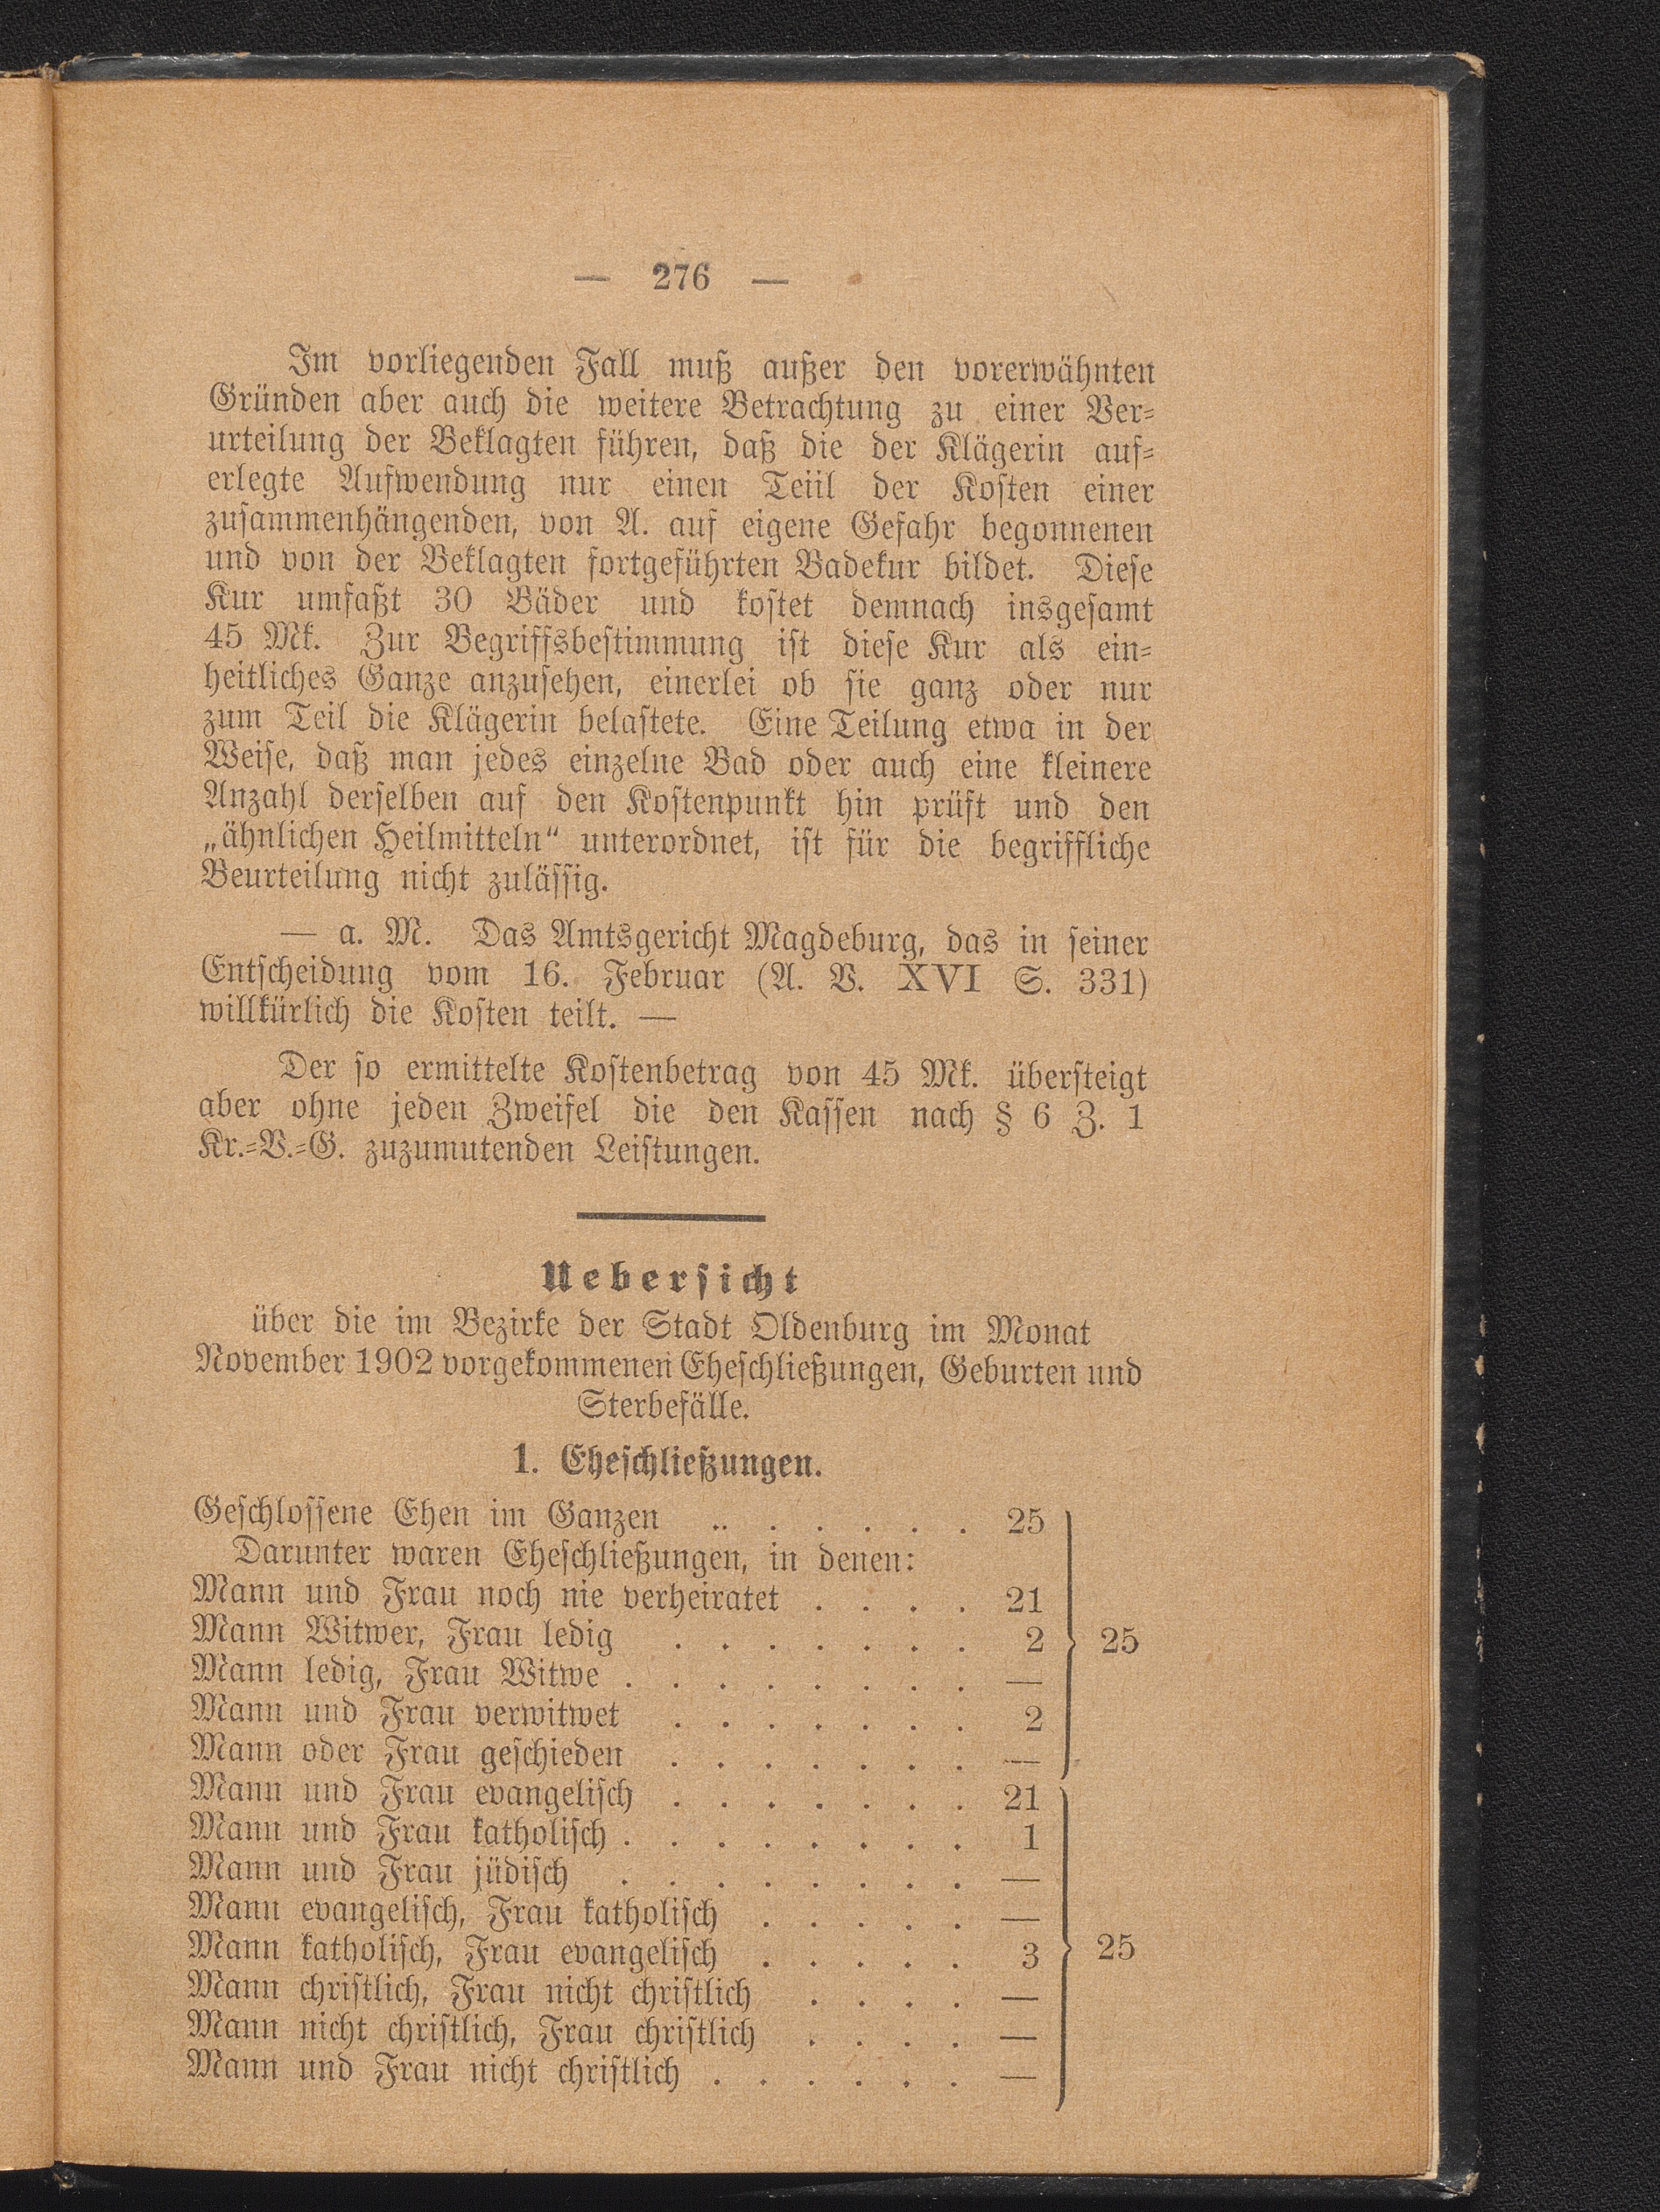 — 276 —
Im vorliegenden Fall muß außer den vorerwähnten
Gründen aber auch die weitere Betrachtung zu einer Ver-
urteilung der Beklagten führen, daß die der Klägerin auf-
erlegte Aufwendung nur einen Teiil der Kosten einer
zusammenhängenden, von A. auf eigene Gefahr begonnenen
und von der Beklagten fortgeführten Badekur bildet. Diese
Kur umfaßt 30 Bäder und kostet demnach insgesamt
45 Mk. Zur Begriffsbestimmung ist diese Kur als ein-
heitliches Ganze anzusehen, einerlei ob sie ganz oder nur
zum Teil die Klägerin belastete. Eine Teilung etwa in der
Weise, daß man jedes einzelne Bad oder auch eine kleinere
Anzahl derselben auf den Kostenpunkt hin prüft und den
„ähnlichen Heilmitteln“ unterordnet, ist für die begriffliche
Beurteilung nicht zulässig.
— a. M. Das Amtsgericht Magdeburg, das in seiner
Entscheidung vom 16. Februar (A. V. XVI S. 331)
willkürlich die Kosten teilt. —
Der so ermittelte Kostenbetrag von 45 Mk. übersteigt
aber ohne jeden Zweifel die den Kassen nach § 6 Z. 1
Kr.-V.-G. zuzumutenden Leistungen.
Uebersicht
über die im Bezirke der Stadt Oldenburg im Monat
November 1902 vorgekommenen Eheschließungen, Geburten und
Sterbefälle.
1. Eheschließungen.
Geschlossene Ehen im Ganzen .. . . . . . 25
Darunter waren Eheschließungen, in denen:
Mann und Frau noch nie verheiratet . . . . 21
Mann Witwer, Frau ledig . . . . . . . 2 } 25
Mann ledig, Frau Witwe . . . . . . . . —
Mann und Frau verwitwet . . . . . . . 2
Mann oder Frau geschieden . . . . . . . —
Mann und Frau evangelisch . . . . . . . 21
Mann und Frau katholisch . . . . . . . . 1
Mann und Frau jüdisch . . . . . . . . —
Mann evangelisch, Frau katholisch . . . . . —
Mann katholisch, Frau evangelisch . . . . . 3 } 25
Mann christlich, Frau nicht christlich . . . . —
Mann nicht christlich, Frau christlich . . . . —
Mann und Frau nicht christlich . . . . . . —